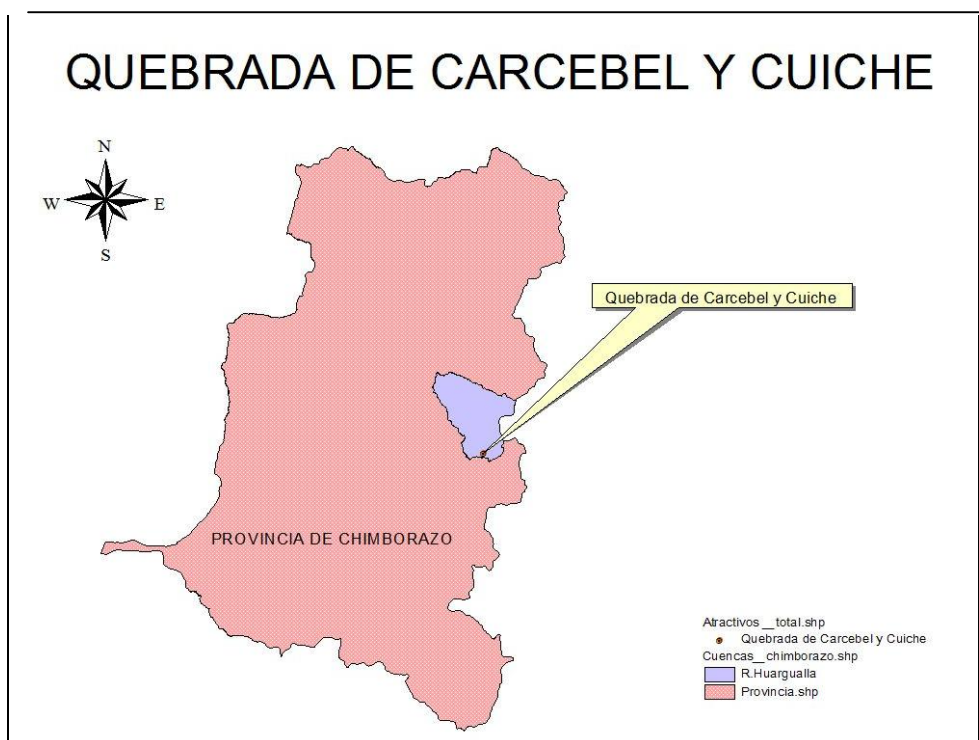 QUEBRADA DE CARCEBEL Y CUICHE
N
W E
S
Quebrada de Carcebel y Cuiche
PROVINCIA DE CHIMBORAZO
Atractivos__total.shp
Quebrada de Carcebel y Cuiche
Cuencas__chimborazo.shp
R.Huargualla
Provincia.shp